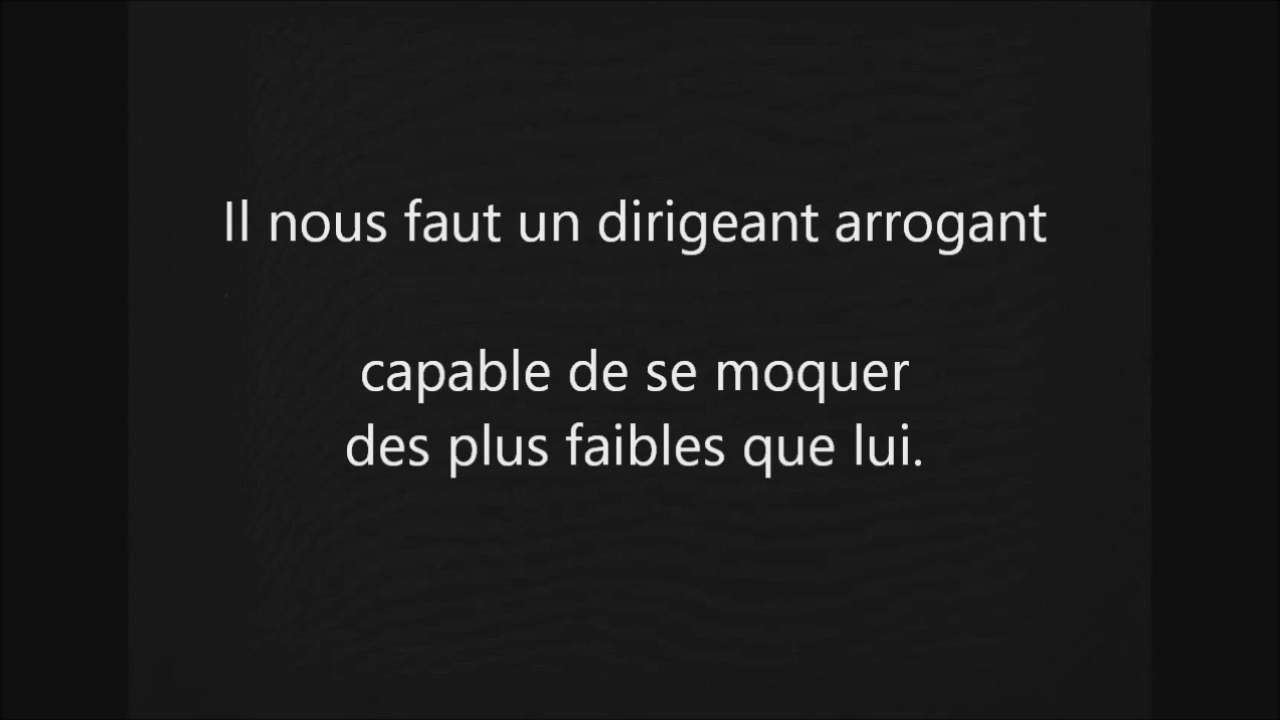 Il nous faut un dirigeant arrogant
capable de se moquer
des plus faibles que lui.